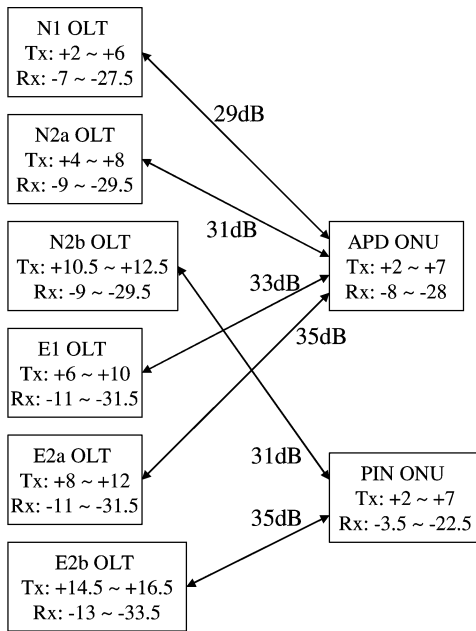 N1 OLT
Tx: +2 ~ +6
Rx: -7 ~ -27.5
29dB
N2a OLT
Tx: +4 ~ +8
Rx: -9 ~ -29.5
31dB
N2b OLT
Tx: +10.5 ~ +12.5
Rx: -9 ~ -29.5
APD ONU
Tx: +2 ~ +7
Rx: -8 ~ -28
33dB
35dB
E1 OLT
Tx: +6 ~ +10
Rx: -11 ~ -31.5
E2a OLT
Tx: +8 ~ +12
Rx: -11 ~ -31.5
31dB
PIN ONU
Tx: +2 ~ +7
Rx: -3.5 ~ -22.5
35dB
E2b OLT
Tx: +14.5 ~ +16.5
Rx: -13 ~ -33.5